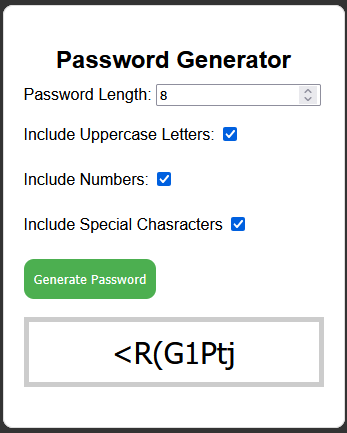 Password Generator
Password Length: 8
Include Uppercase Letters:
Include Numbers:
Include Special Chasracters
Generate Password
<R(G1Ptj